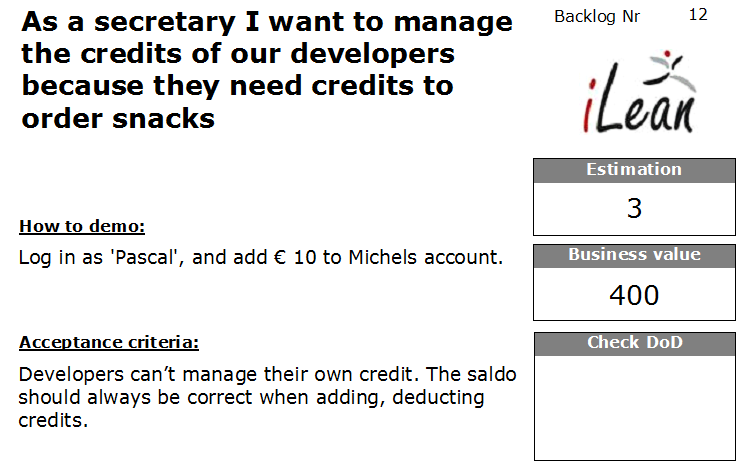 As a secretary I want to manage
the credits of our developers
because they need credits to
order snacks
Backlog Nr 12
iLean
Estimation
3
How to demo:
Log in as 'Pascal', and add € 10 to Michels account.
Business value
400
Acceptance criteria:
Developers can’t manage their own credit. The saldo
should always be correct when adding, deducting
credits.
Check DoD